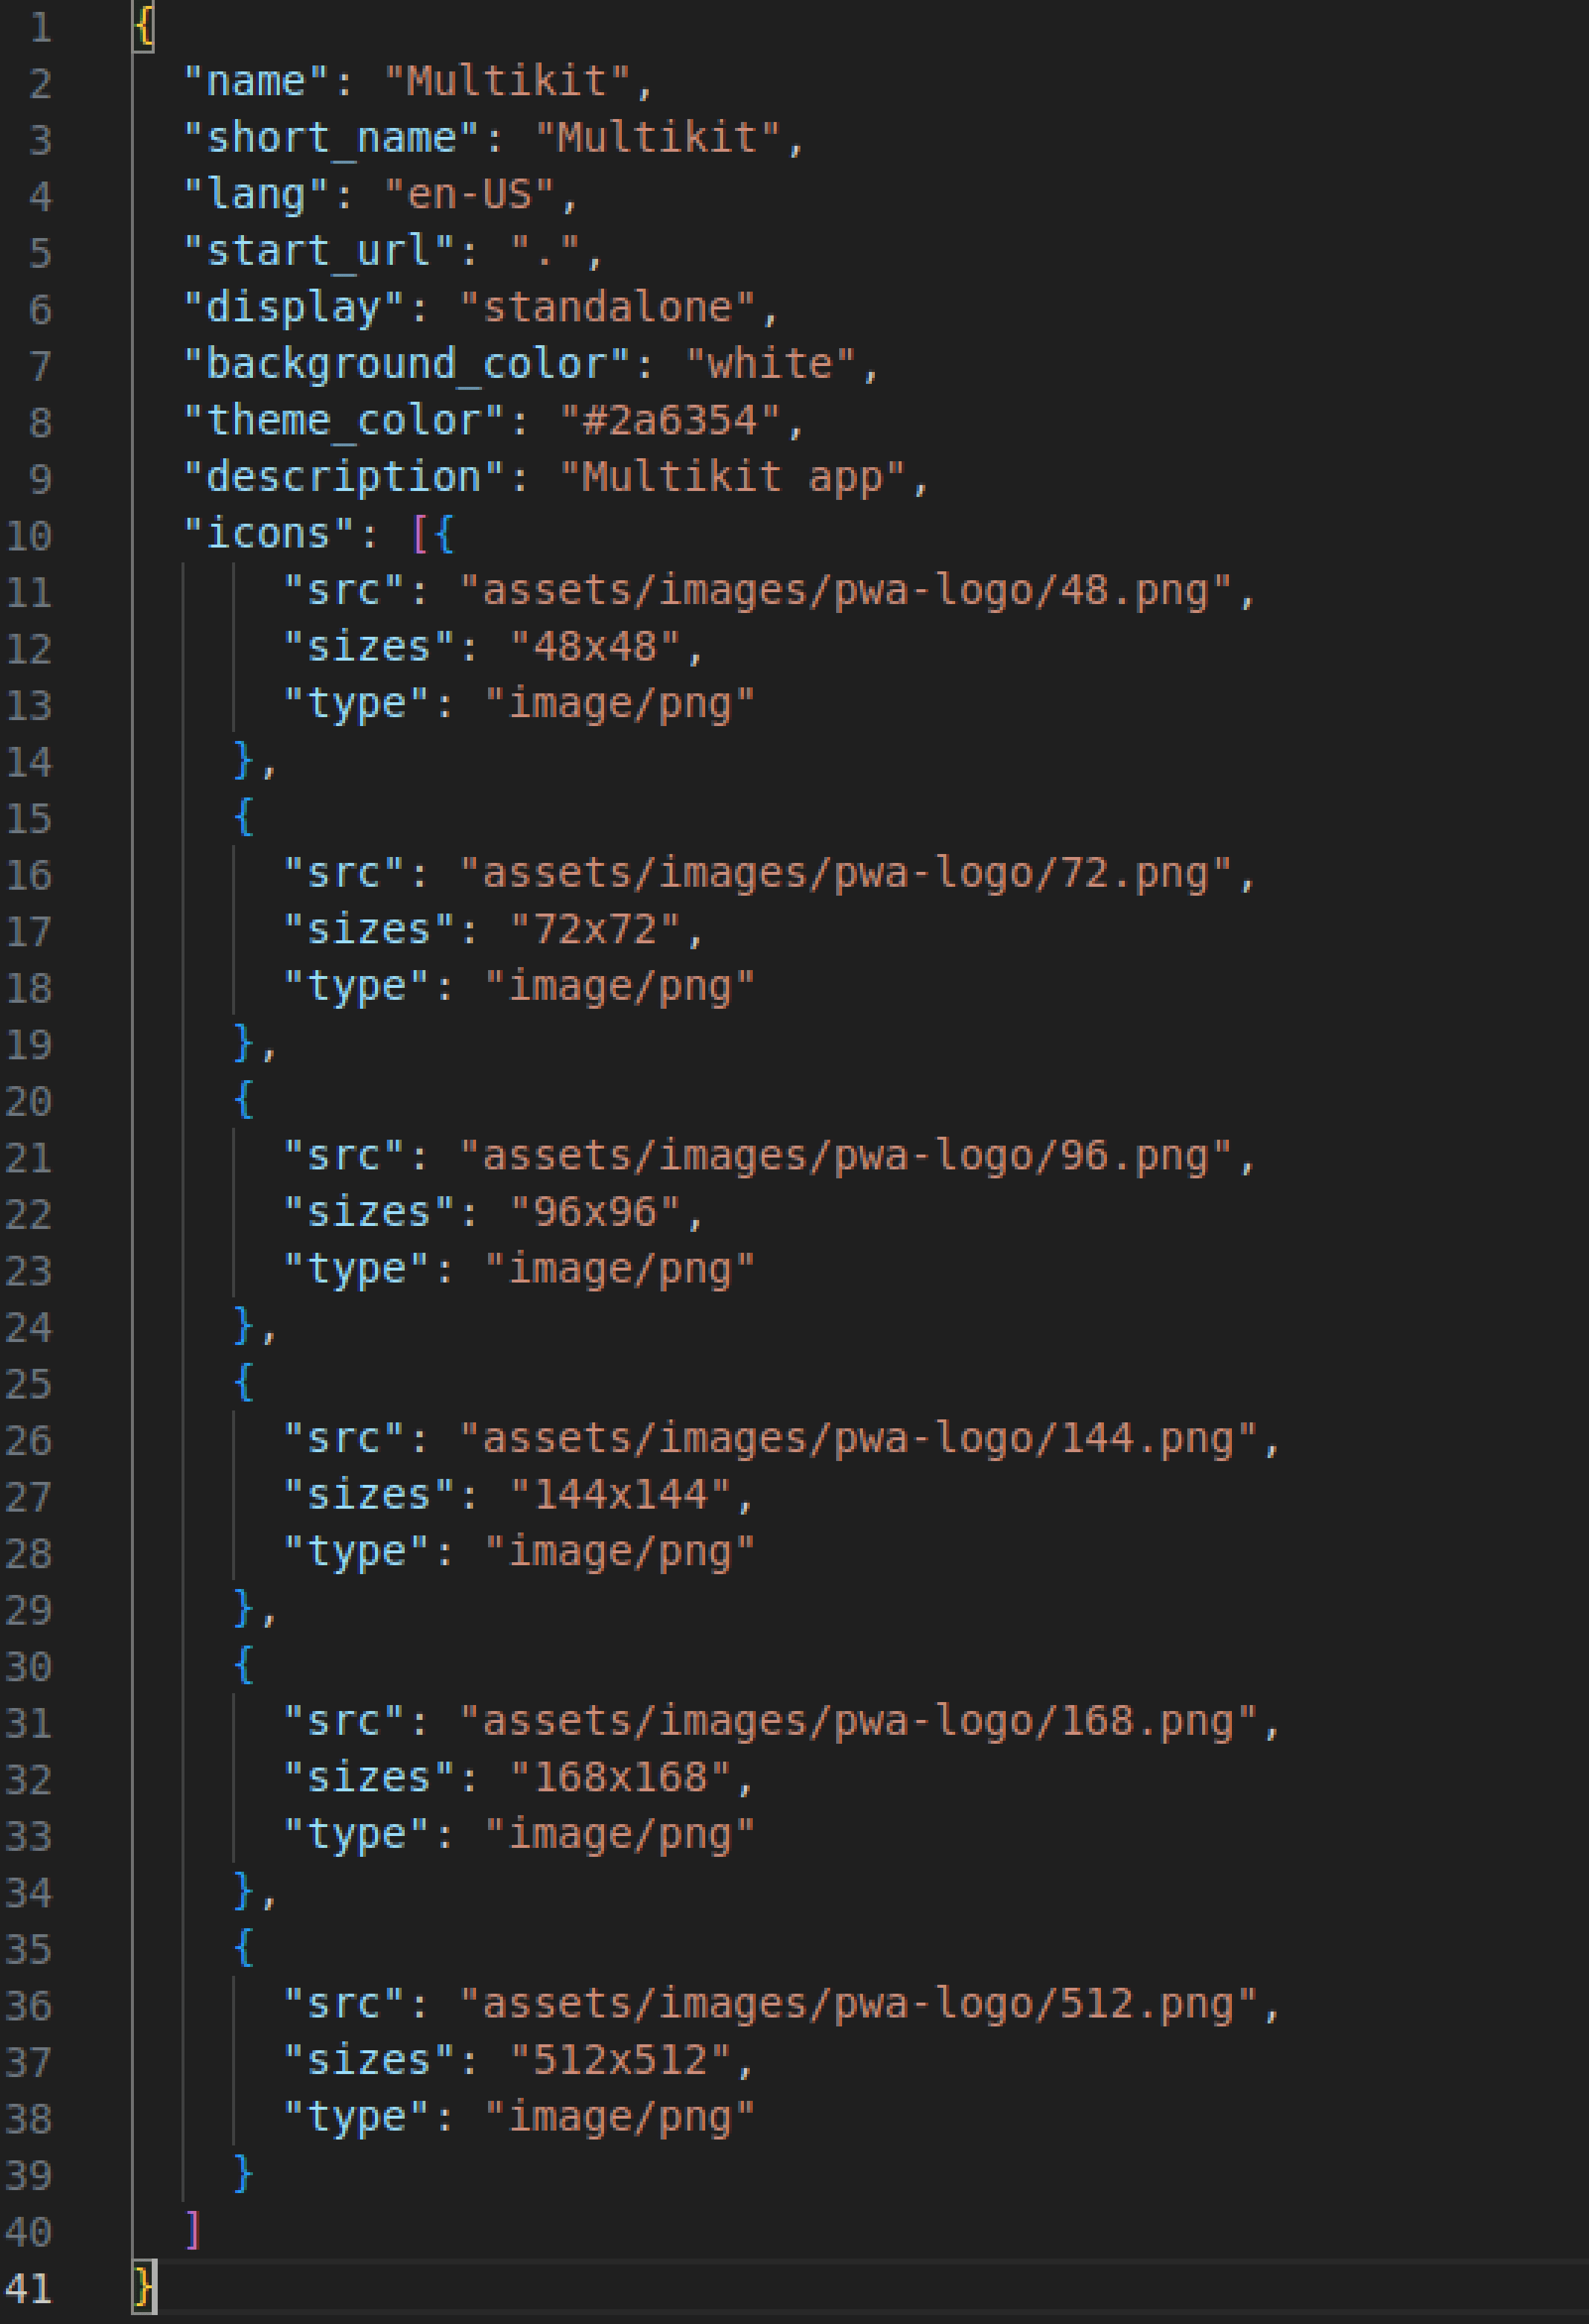 1 {
2 "name": "Multikit",
3 "short_name": "Multikit",
4 "lang": "en-US",
5 "start_url": ".",
6 "display": "standalone",
7 "background_color": "white",
8 "theme_color": "#2a6354",
9 "description": "Multikit app",
10 "icons": [{
11 "src": "assets/images/pwa-logo/48.png",
12 "sizes": "48x48",
13 "type": "image/png"
14 },
15 {
16 "src": "assets/images/pwa-logo/72.png",
17 "sizes": "72x72",
18 "type": "image/png"
19 },
20 {
21 "src": "assets/images/pwa-logo/96.png",
22 "sizes": "96x96",
23 "type": "image/png"
24 },
25 {
26 "src": "assets/images/pwa-logo/144.png",
27 "sizes": "144x144",
28 "type": "image/png"
29 },
30 {
31 "src": "assets/images/pwa-logo/168.png",
32 "sizes": "168x168",
33 "type": "image/png"
34 },
35 {
36 "src": "assets/images/pwa-logo/512.png",
37 "sizes": "512x512",
38 "type": "image/png"
39 }
40 ]
41 }